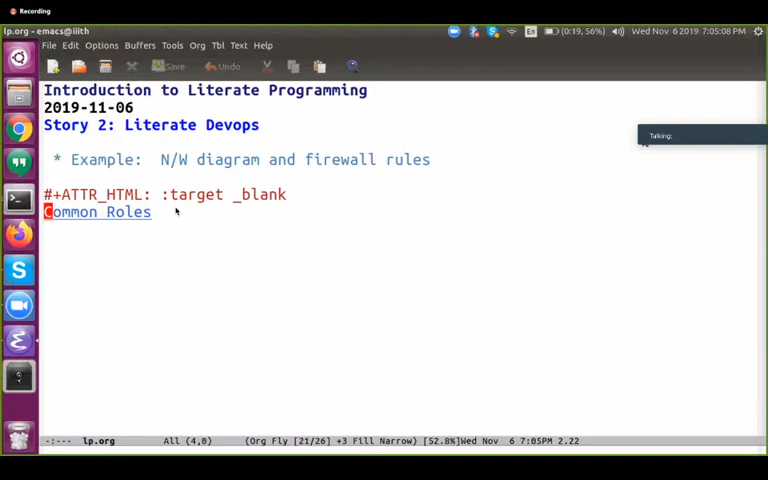 Recording
lp.org - emacs@iiith
En
(0:19, 56%)
Wed Nov 6 2019 7:05:08 PM
File Edit Options Buffers Tools Org Tbl Text Help
Save
Undo
Introduction to Literate Programming
2019-11-06
Story 2: Literate Devops
Talking:
* Example: N/W diagram and firewall rules
#+ATTR_HTML: :target _blank
Common Roles
-:--- lp.org All (4,0) (Org Fly [21/26] +3 Fill Narrow) [52.8%]Wed Nov 6 7:05PM 2.22